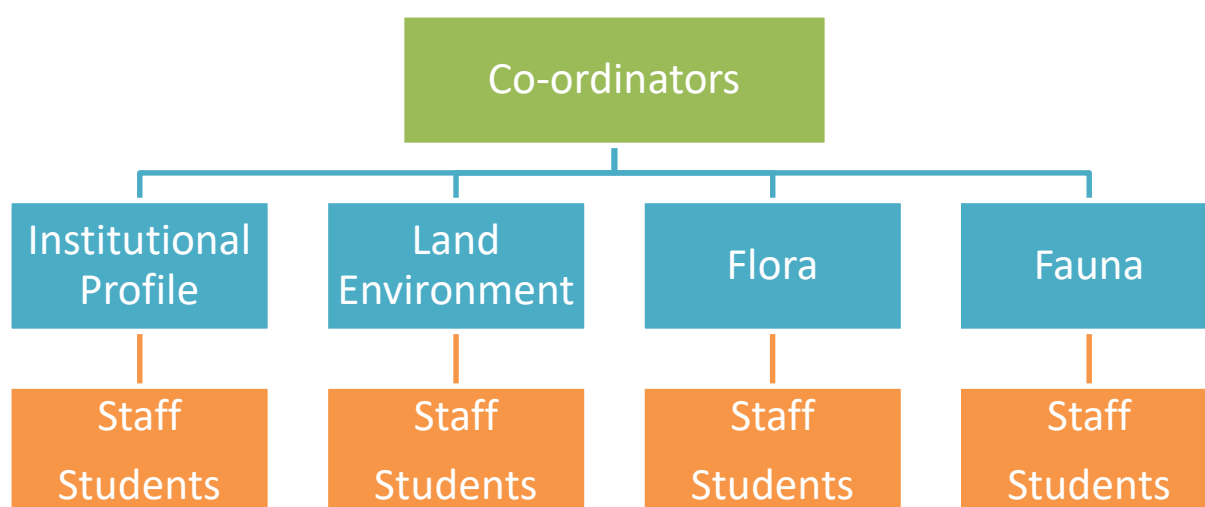 Co-ordinators
Institutional
Profile
Land
Environment
Flora
Fauna
Staff
Students
Staff
Students
Staff
Students
Staff
Students